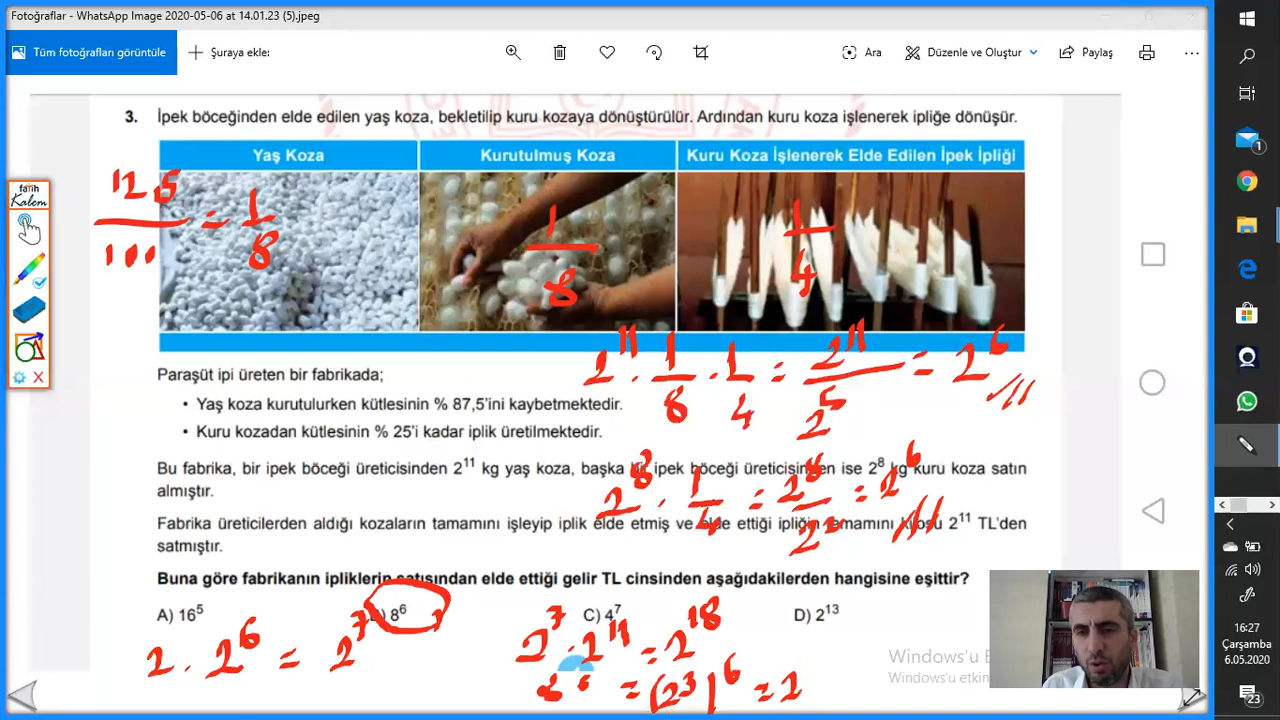 Fotoğraflar - WhatsApp Image 2020-05-06 at 14.01.23 (5).jpeg
Tüm fotoğrafları görüntüle
Şuraya ekle:
Ara
Düzenle ve Oluştur
Paylaş
fatih
Kalem
3. İpek böceğinden elde edilen yaş koza, bekletilip kuru kozaya dönüştürülür. Ardından kuru koza işlenerek ipliğe dönüşür.
Yaş Koza
Kurutulmuş Koza
Kuru Koza İşlenerek Elde Edilen İpek İpliği
12,5/100 = 1/8
1/8
1/4
2¹¹ · 1/8 · 1/4 = 2¹¹/2⁵ = 2⁶
Paraşüt ipi üreten bir fabrikada;
• Yaş koza kurutulurken kütlesinin % 87,5'ini kaybetmektedir.
• Kuru kozadan kütlesinin % 25'i kadar iplik üretilmektedir.
Bu fabrika, bir ipek böceği üreticisinden 2¹¹ kg yaş koza, başka bir ipek böceği üreticisinden ise 2⁸ kg kuru koza satın
almıştır.
2⁸ · 1/4 = 2⁸/2² = 2⁶
Fabrika üreticilerden aldığı kozaların tamamını işleyip iplik elde etmiş ve elde ettiği ipliğin tamamını kilosu 2¹¹ TL'den
satmıştır.
Buna göre fabrikanın ipliklerin satışından elde ettiği gelir TL cinsinden aşağıdakilerden hangisine eşittir?
A) 16⁵
B) 8⁶
C) 4⁷
D) 2¹³
2 · 2⁶ = 2⁷
2⁷ · 2¹¹ = 2¹⁸
8⁶ = (2³)⁶ = 2
1
16:27
Çarşamba
6.05.2020
23